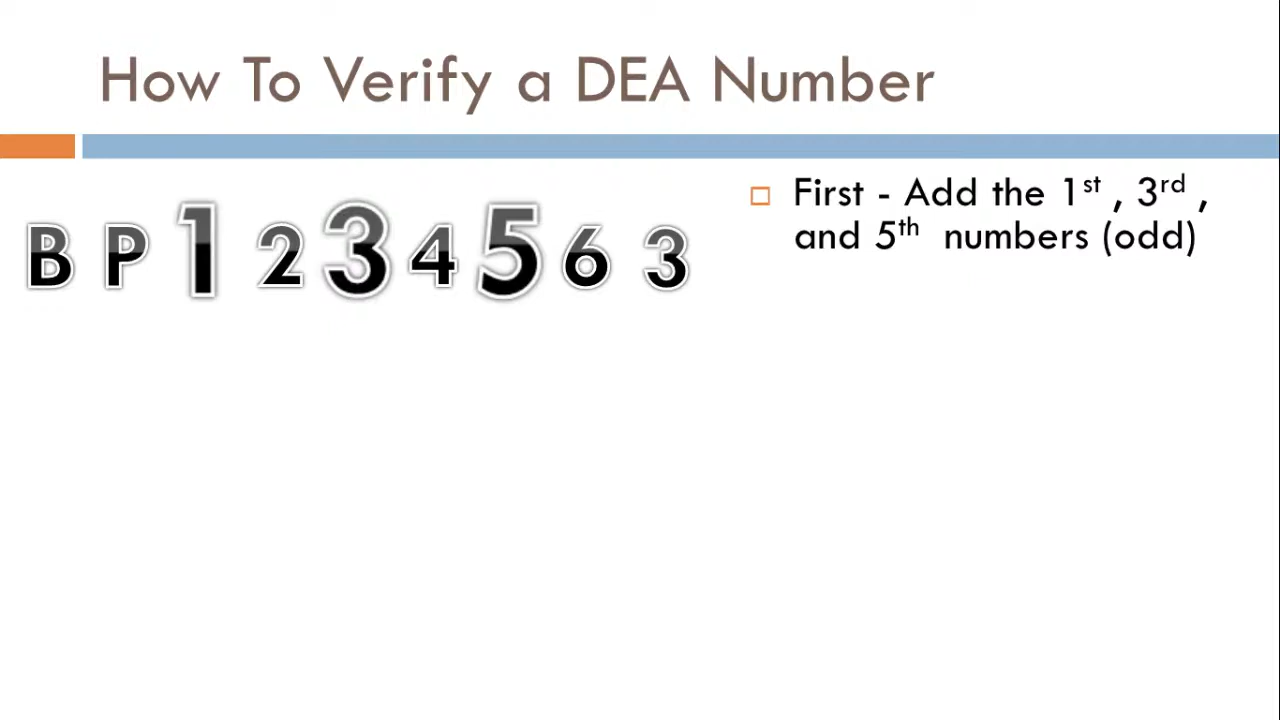 How To Verify a DEA Number
B P 1 2 3 4 5 6 3
First - Add the 1st , 3rd ,
and 5th numbers (odd)